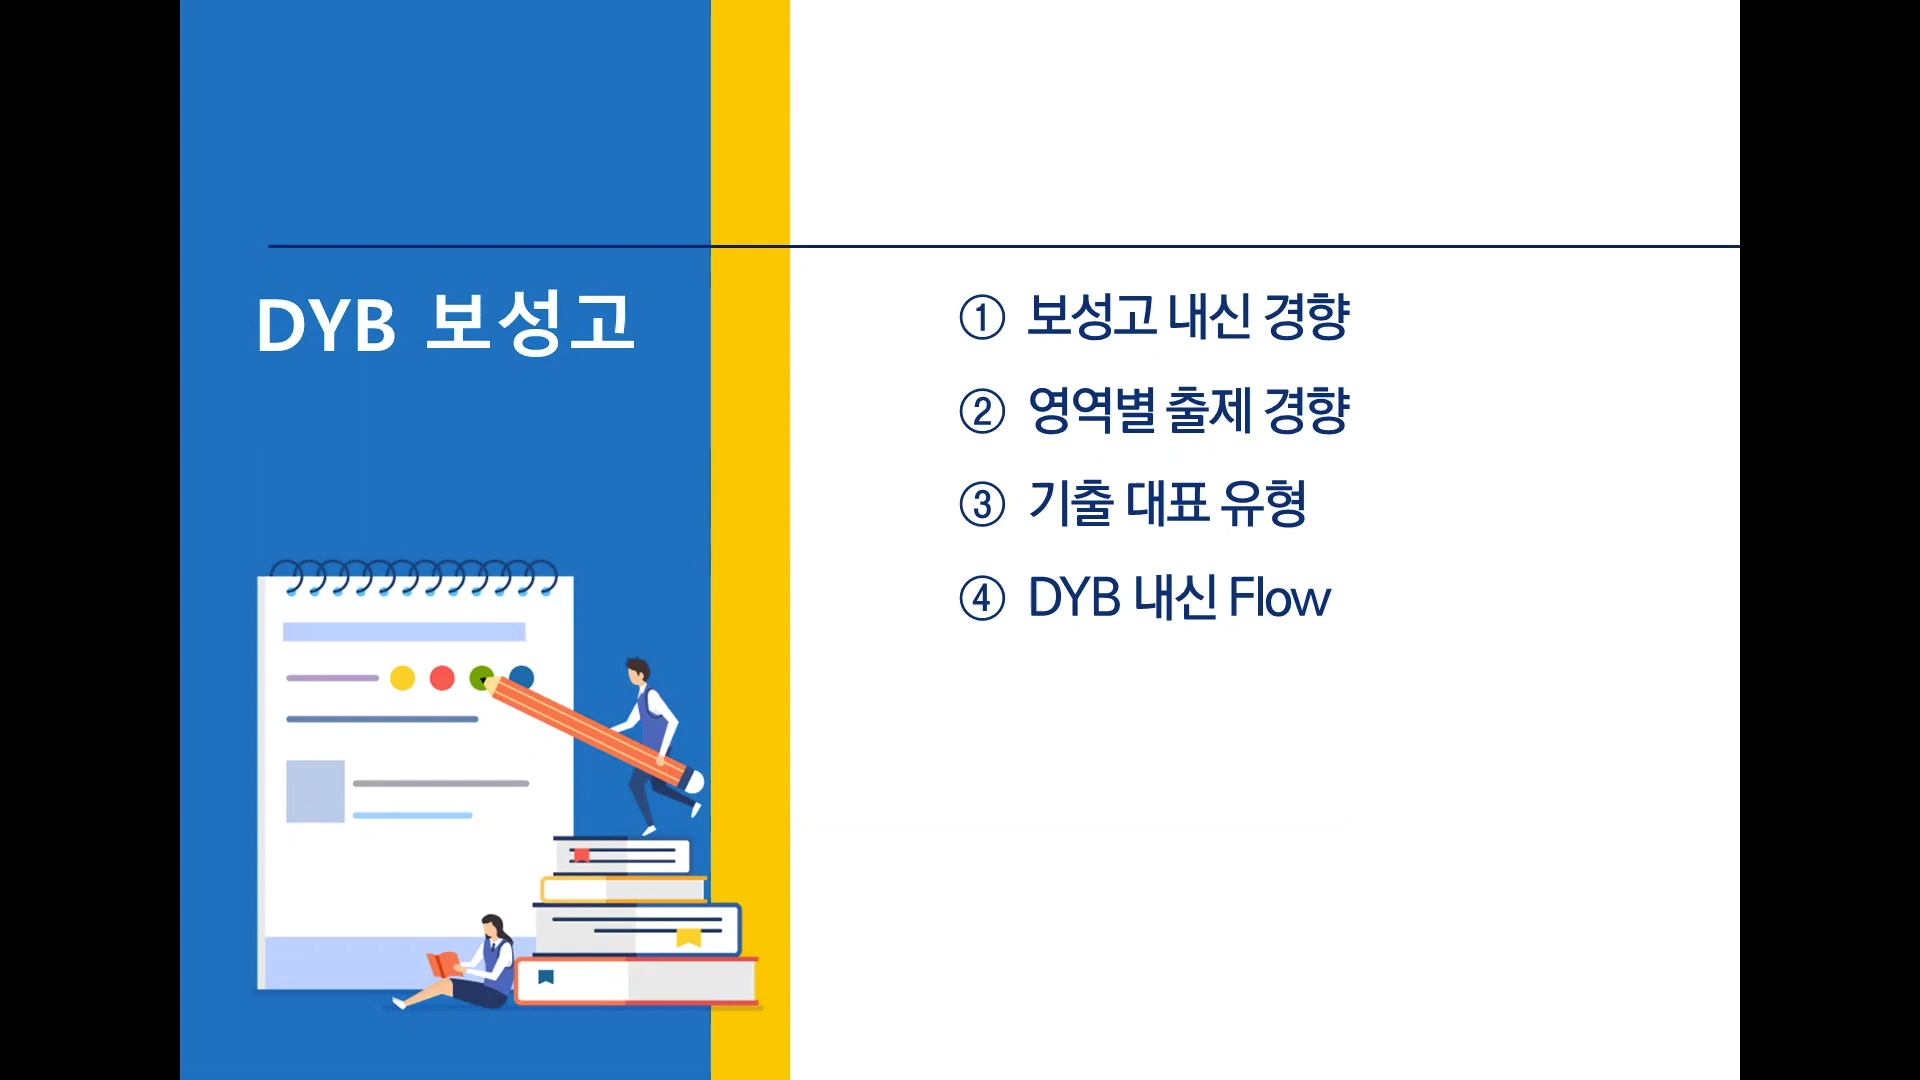 DYB 보성고
① 보성고 내신 경향
② 영역별 출제 경향
③ 기출 대표 유형
④ DYB 내신 Flow